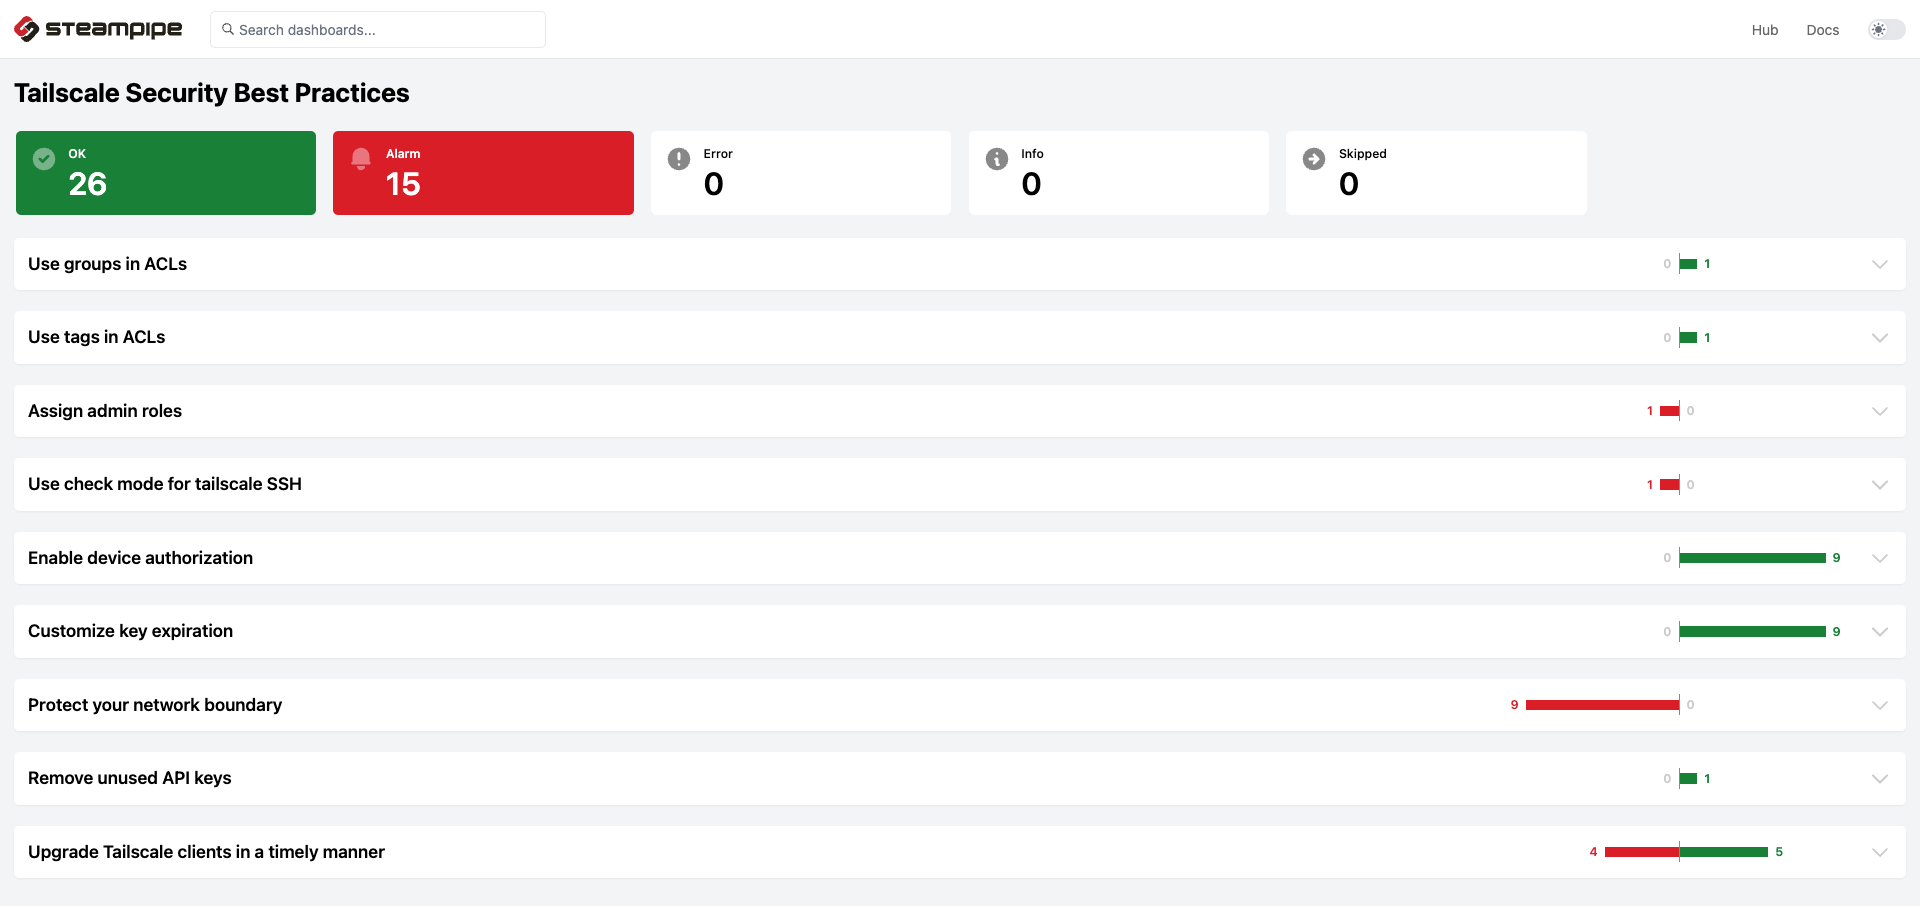 steampipe
Search dashboards...
Hub
Docs
Tailscale Security Best Practices
OK
26
Alarm
15
Error
0
Info
0
Skipped
0
Use groups in ACLs
0 1
Use tags in ACLs
0 1
Assign admin roles
1 0
Use check mode for tailscale SSH
1 0
Enable device authorization
0 9
Customize key expiration
0 9
Protect your network boundary
9 0
Remove unused API keys
0 1
Upgrade Tailscale clients in a timely manner
4 5